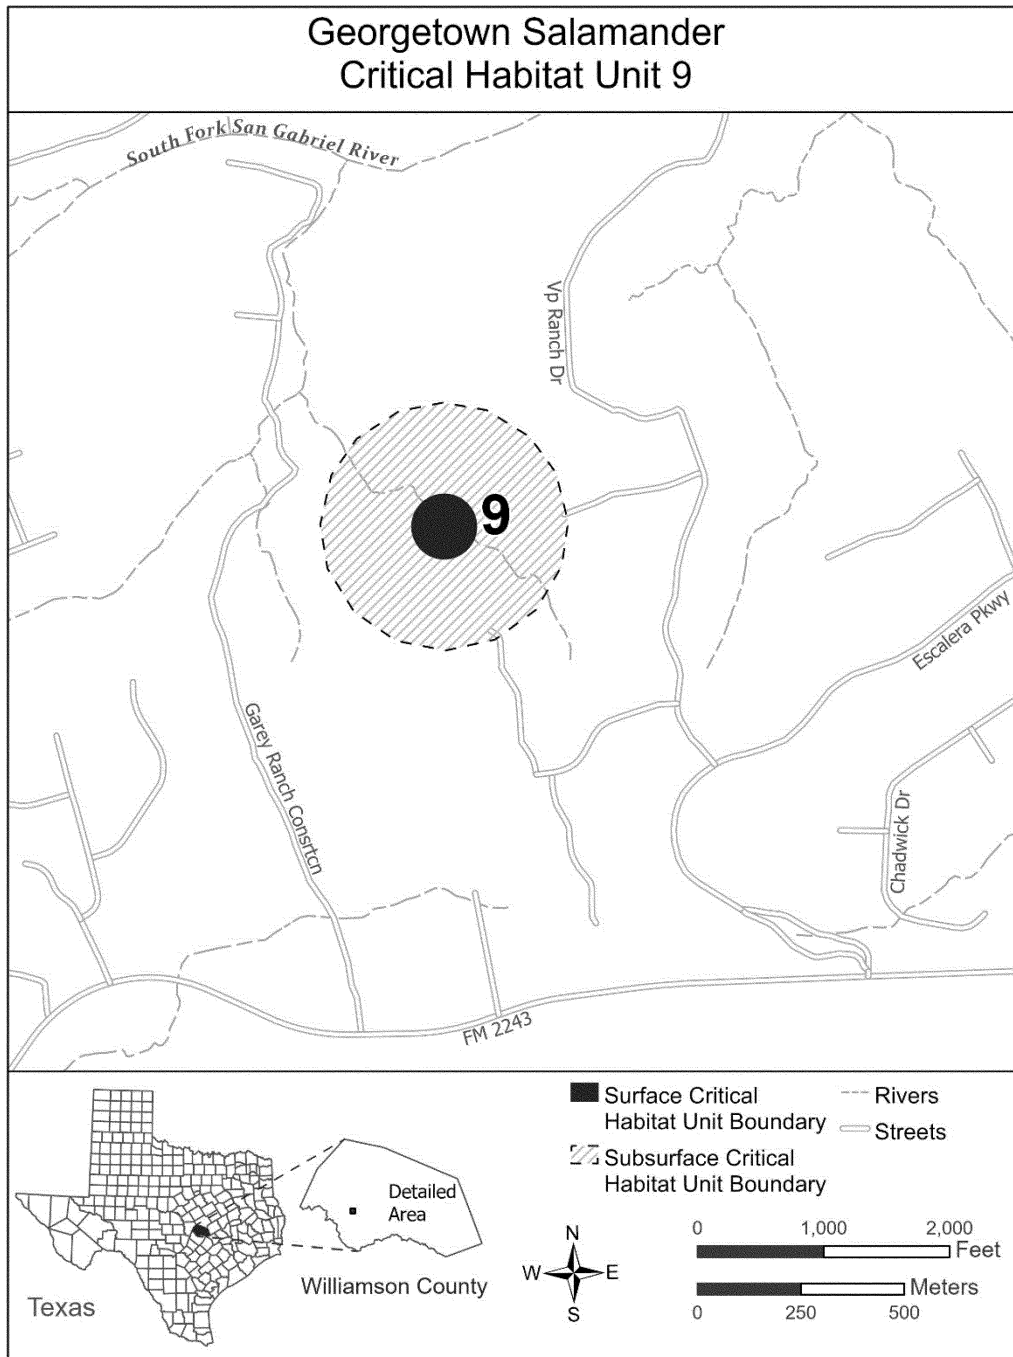 Georgetown Salamander
Critical Habitat Unit 9
South Fork San Gabriel River
Vp Ranch Dr
9
Escalera Pkwy
Garey Ranch Consrtcn
Chadwick Dr
FM 2243
Surface Critical
Habitat Unit Boundary
Subsurface Critical
Habitat Unit Boundary
Rivers
Streets
Detailed
Area
Williamson County
Texas
N
W E
S
0 1,000 2,000
Feet
Meters
0 250 500